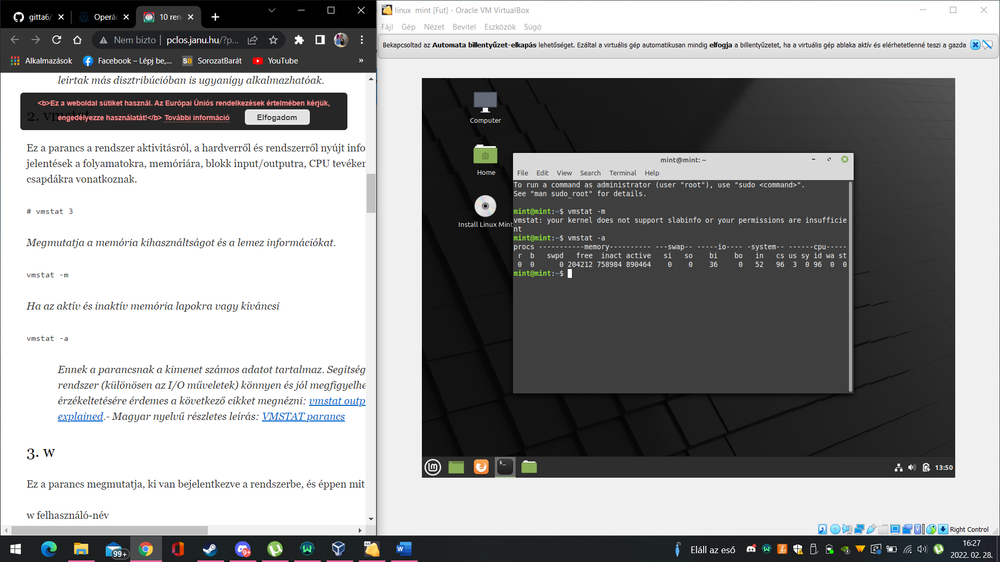 gitta6/
Operác
10 ren
Nem bizto
pclos.janu.hu/?p...
Alkalmazások
Facebook – Lépj be,...
SB SorozatBarát
YouTube
»
leírtak más disztribúcióban is ugyanígy alkalmazhatóak.
<b>Ez a weboldal sütiket használ. Az Európai Úniós rendelkezések értelmében kérjük,
engedélyezze használatát!</b> További információ
Elfogadom
2. vmstat
Ez a parancs a rendszer aktivitásról, a hardverről és rendszerről nyújt info
jelentések a folyamatokra, memóriára, blokk input/outputra, CPU tevéker
csapdákra vonatkoznak.
# vmstat 3
Megmutatja a memória kihasználtságot és a lemez információkat.
vmstat -m
Ha az aktív és inaktív memória lapokra vagy kíváncsi
vmstat -a
Ennek a parancsnak a kimenet számos adatot tartalmaz. Segítség
rendszer (különösen az I/O műveletek) könnyen és jól megfigyelhe
érzékeltetésére érdemes a következő cikket megnézni: vmstat outp
explained.- Magyar nyelvű részletes leírás: VMSTAT parancs
3. w
Ez a parancs megmutatja, ki van bejelentkezve a rendszerbe, és éppen mit
w felhasználó-név
linux  mint [Fut] - Oracle VM VirtualBox
Fájl Gép Nézet Bevitel Eszközök Súgó
Bekapcsoltad az Automata billentyűzet-elkapás lehetőséget. Ezáltal a virtuális gép automatikusan mindig elfogja a billentyűzetet, ha a virtuális gép ablaka aktív és elérhetetlenné teszi a gazda
Computer
Home
Install Linux Mint
mint@mint: ~
File Edit View Search Terminal Help
To run a command as administrator (user "root"), use "sudo <command>".
See "man sudo_root" for details.
mint@mint:~$ vmstat -m
vmstat: your kernel does not support slabinfo or your permissions are insufficie
nt
mint@mint:~$ vmstat -a
procs -----------memory---------- ---swap-- -----io---- -system-- ------cpu-----
 r  b   swpd   free  inact active   si   so    bi    bo   in   cs us sy id wa st
 0  0      0 204212 758984 890464    0    0    36     0   52   96  3  0 96  0  0
mint@mint:~$
13:50
Right Control
99+
9+
64
Eláll az eső
16:27
2022. 02. 28.